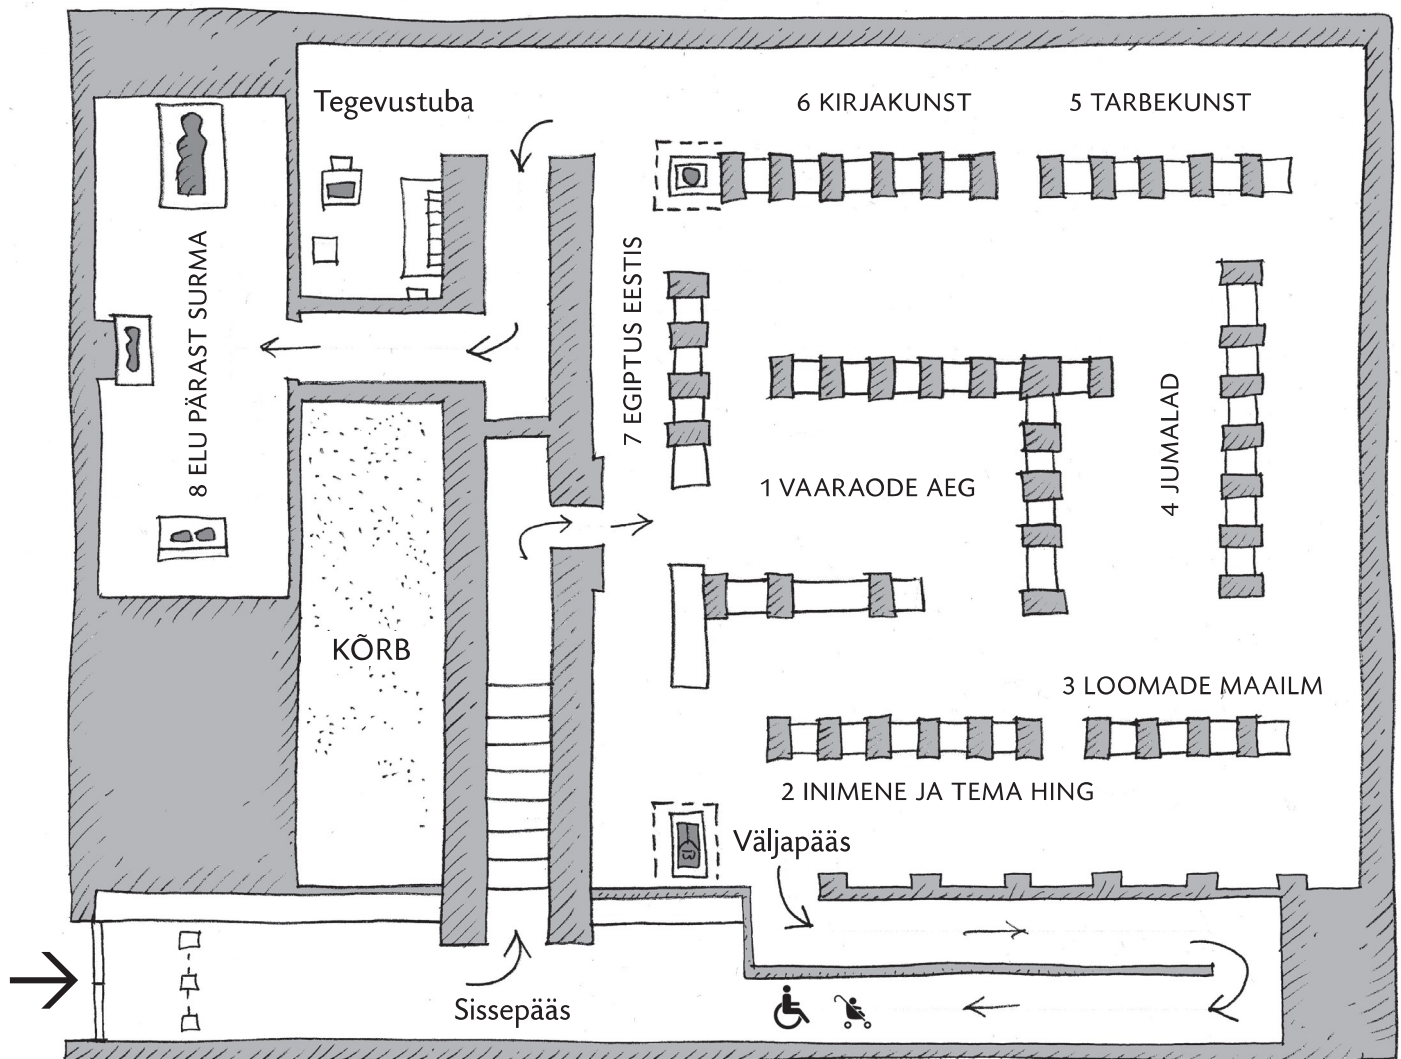 Tegevustuba
6 KIRJAKUNST
5 TARBEKUNST
8 ELU PÄRAST SURMA
7 EGIPTUS EESTIS
4 JUMALAD
1 VAARAODE AEG
KÕRB
3 LOOMADE MAAILM
2 INIMENE JA TEMA HING
Väljapääs
Sissepääs